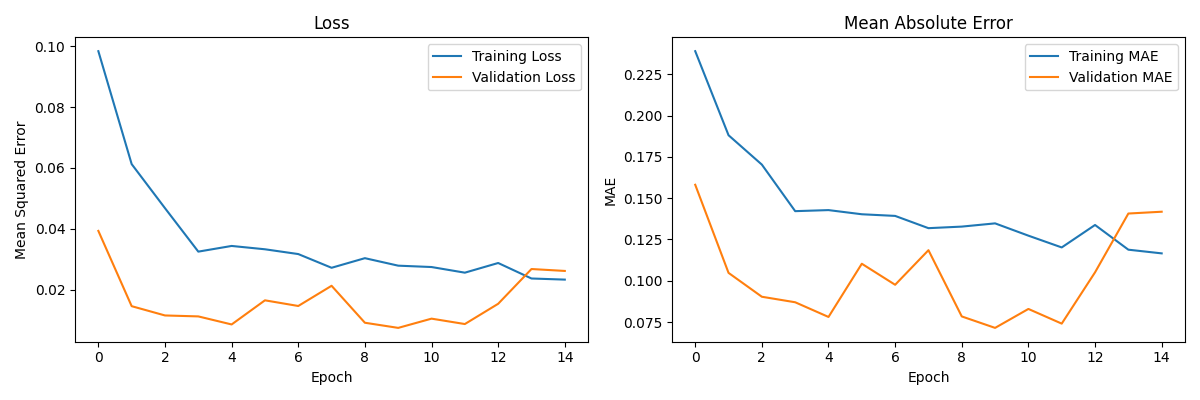 Loss
Training Loss
Validation Loss
0.10
0.08
0.06
0.04
0.02
Mean Squared Error
0 2 4 6 8 10 12 14
Epoch
Mean Absolute Error
Training MAE
Validation MAE
0.225
0.200
0.175
0.150
0.125
0.100
0.075
MAE
0 2 4 6 8 10 12 14
Epoch